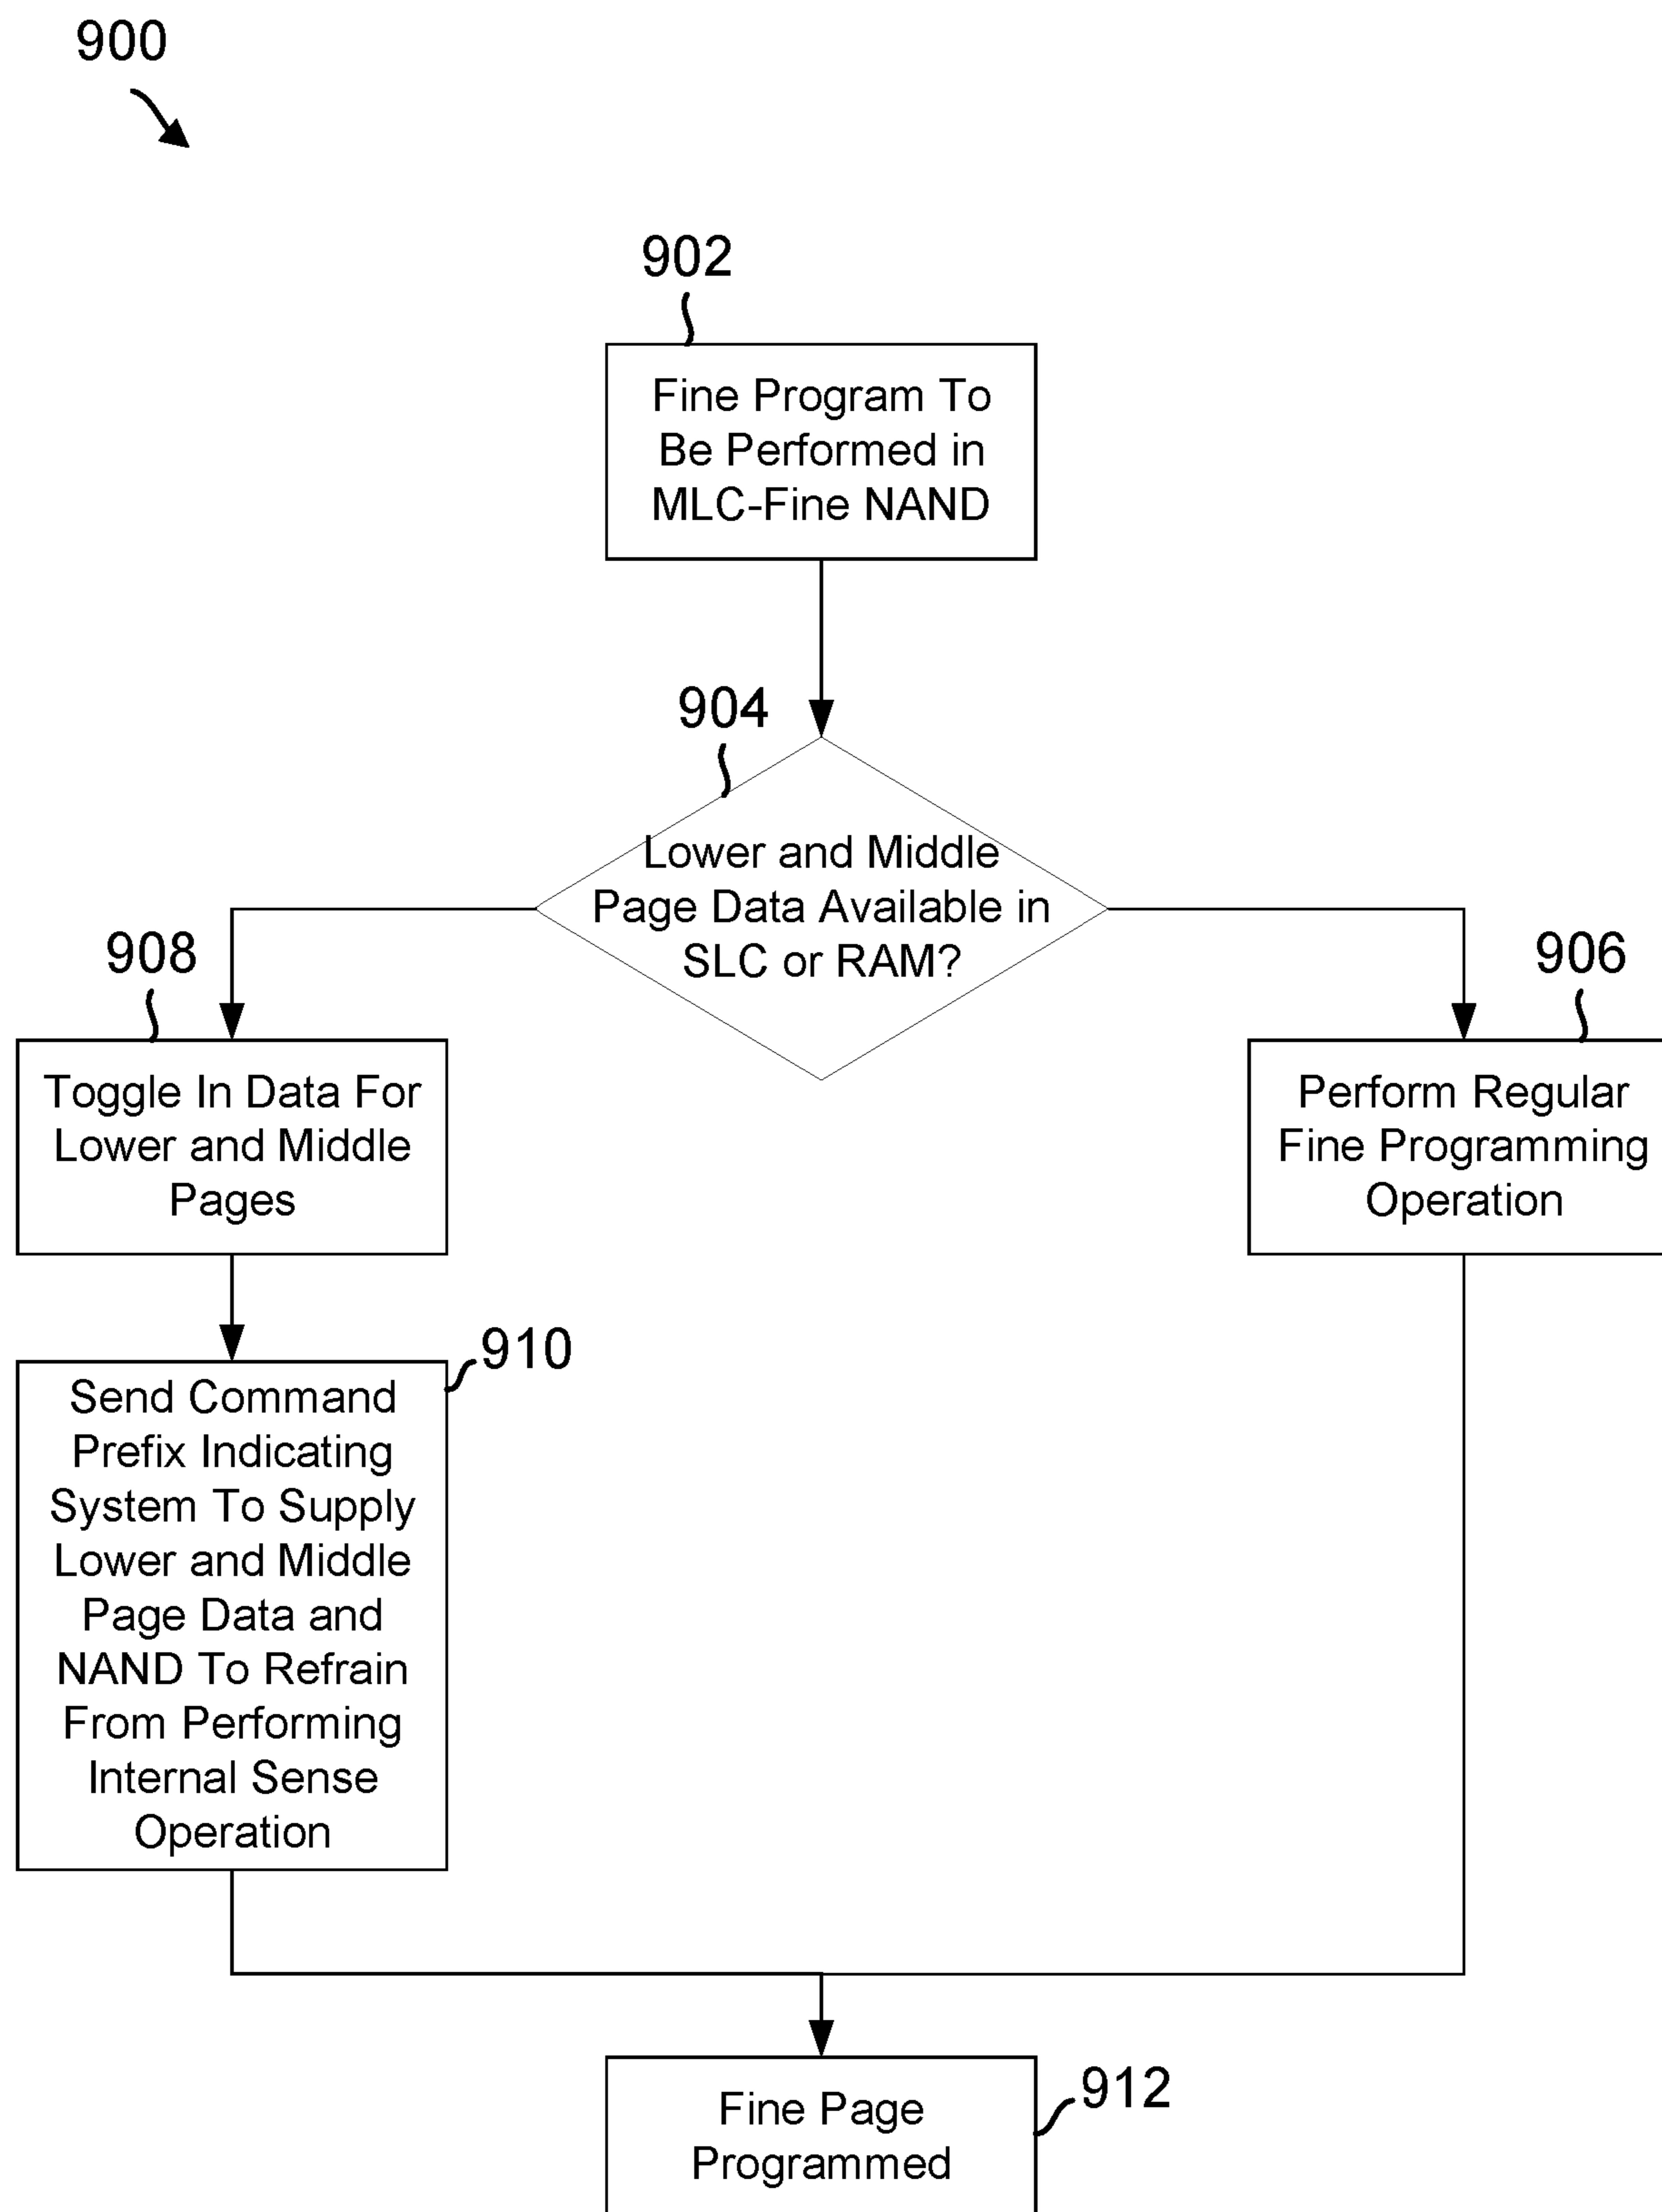 900
902
Fine Program To
Be Performed in
MLC-Fine NAND
904
Lower and Middle
Page Data Available in
SLC or RAM?
908
Toggle In Data For
Lower and Middle
Pages
906
Perform Regular
Fine Programming
Operation
910
Send Command
Prefix Indicating
System To Supply
Lower and Middle
Page Data and
NAND To Refrain
From Performing
Internal Sense
Operation
912
Fine Page
Programmed